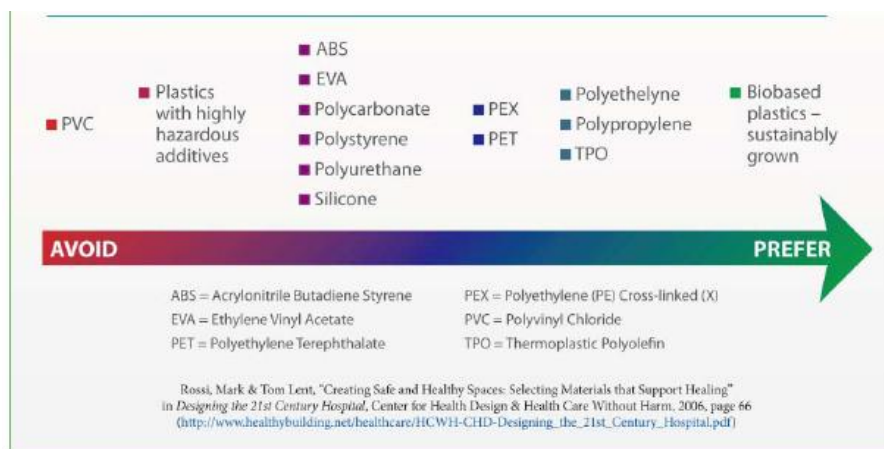 PVC
Plastics
with highly
hazardous
additives
ABS
EVA
Polycarbonate
Polystyrene
Polyurethane
Silicone
PEX
PET
Polyethelyne
Polypropylene
TPO
Biobased
plastics –
sustainably
grown
AVOID
PREFER
ABS = Acrylonitrile Butadiene Styrene
EVA = Ethylene Vinyl Acetate
PET = Polyethylene Terephthalate
PEX = Polyethylene (PE) Cross-linked (X)
PVC = Polyvinyl Chloride
TPO = Thermoplastic Polyolefin
Rossi, Mark & Tom Lent, "Creating Safe and Healthy Spaces: Selecting Materials that Support Healing"
in Designing the 21st Century Hospital, Center for Health Design & Health Care Without Harm, 2006, page 66
(http://www.healthybuilding.net/healthcare/HCWH-CHD-Designing_the_21st_Century_Hospital.pdf)